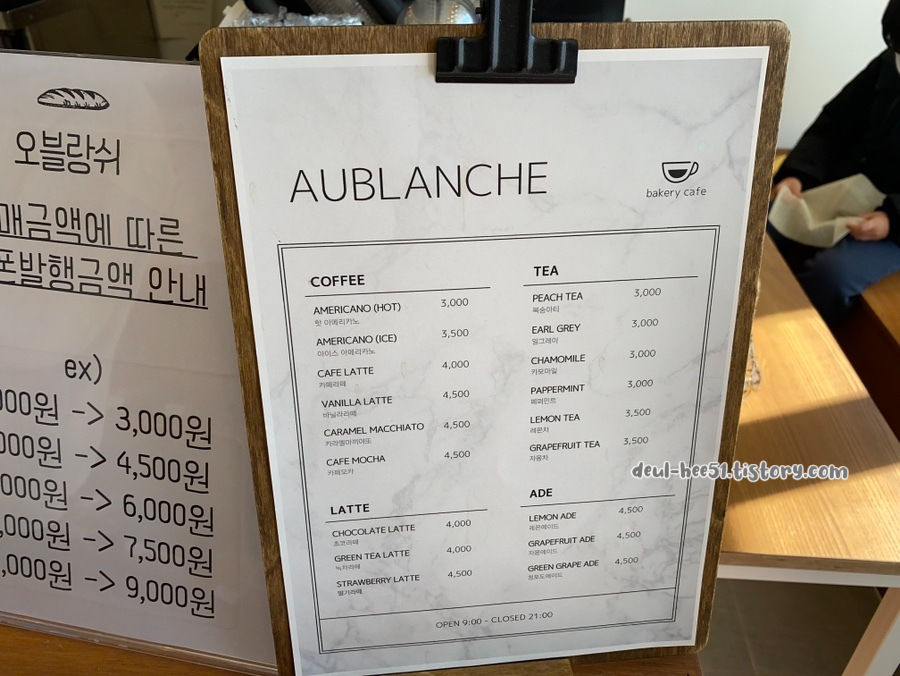 오블랑쉬
매금액에 따른
폰발행금액 안내
ex)
000원 -> 3,000원
000원 -> 4,500원
,000원 -> 6,000원
,000원 -> 7,500원
,000원 -> 9,000원
AUBLANCHE
bakery cafe
COFFEE
AMERICANO (HOT) 3,000
핫 아메리카노
AMERICANO (ICE) 3,500
아이스 아메리카노
CAFE LATTE 4,000
카페라떼
VANILLA LATTE 4,500
바닐라라떼
CARAMEL MACCHIATO 4,500
카라멜마끼아또
CAFE MOCHA 4,500
카페모카
LATTE
CHOCOLATE LATTE 4,000
초코라떼
GREEN TEA LATTE 4,000
녹차라떼
STRAWBERRY LATTE 4,500
딸기라떼
TEA
PEACH TEA 3,000
복숭아티
EARL GREY 3,000
얼그레이
CHAMOMILE 3,000
카모마일
PAPPERMINT 3,000
페퍼민트
LEMON TEA 3,500
레몬차
GRAPEFRUIT TEA 3,500
자몽차
ADE
LEMON ADE 4,500
레몬에이드
GRAPEFRUIT ADE 4,500
자몽에이드
GREEN GRAPE ADE 4,500
청포도에이드
OPEN 9:00 - CLOSED 21:00
deul-hee51.tistory.com